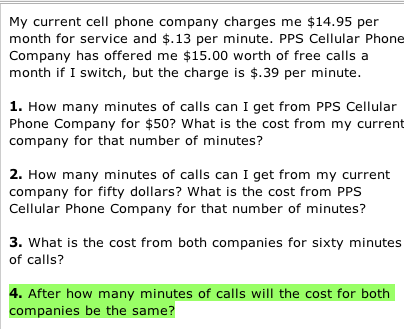 My current cell phone company charges me $14.95 per
month for service and $.13 per minute. PPS Cellular Phone
Company has offered me $15.00 worth of free calls a
month if I switch, but the charge is $.39 per minute.
1. How many minutes of calls can I get from PPS Cellular
Phone Company for $50? What is the cost from my current
company for that number of minutes?
2. How many minutes of calls can I get from my current
company for fifty dollars? What is the cost from PPS
Cellular Phone Company for that number of minutes?
3. What is the cost from both companies for sixty minutes
of calls?
4. After how many minutes of calls will the cost for both
companies be the same?